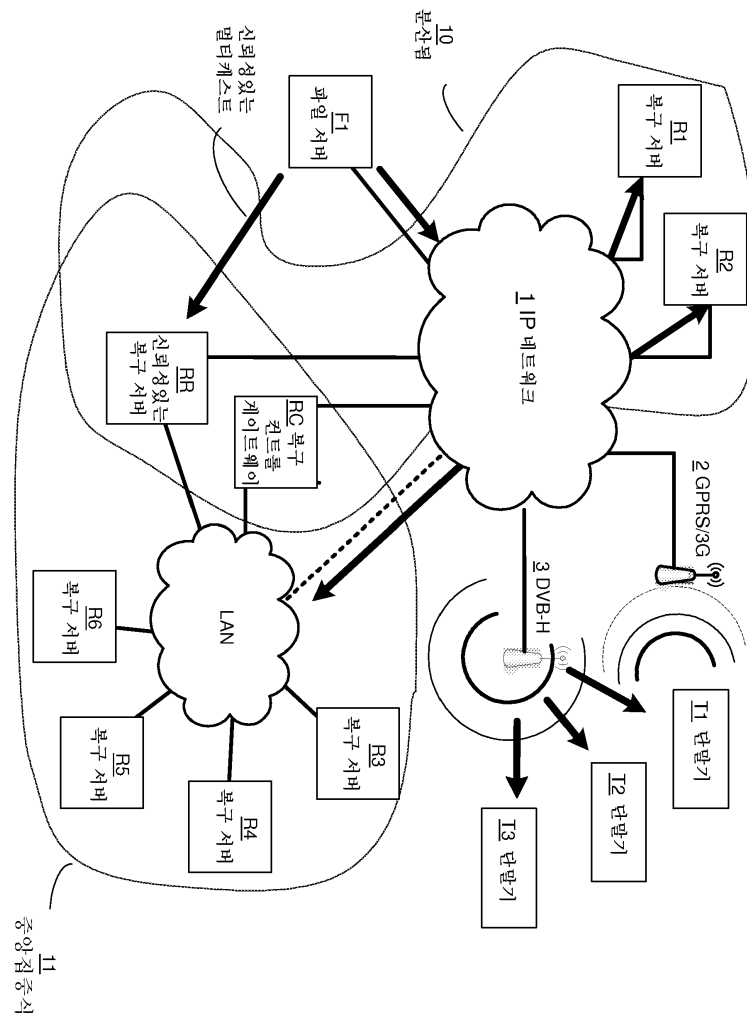 10
분산됨
신뢰성있는
멀티캐스트
F1
파일 서버
R1
복구 서버
R2
복구 서버
1 IP 네트워크
2 GPRS/3G
3 DVB-H
RR
신뢰성있는
복구 서버
RC 복구
컨트롤
게이트웨이
LAN
R6
복구 서버
R5
복구 서버
R4
복구 서버
R3
복구 서버
T1 단말기
T2 단말기
T3 단말기
11
중앙집중식